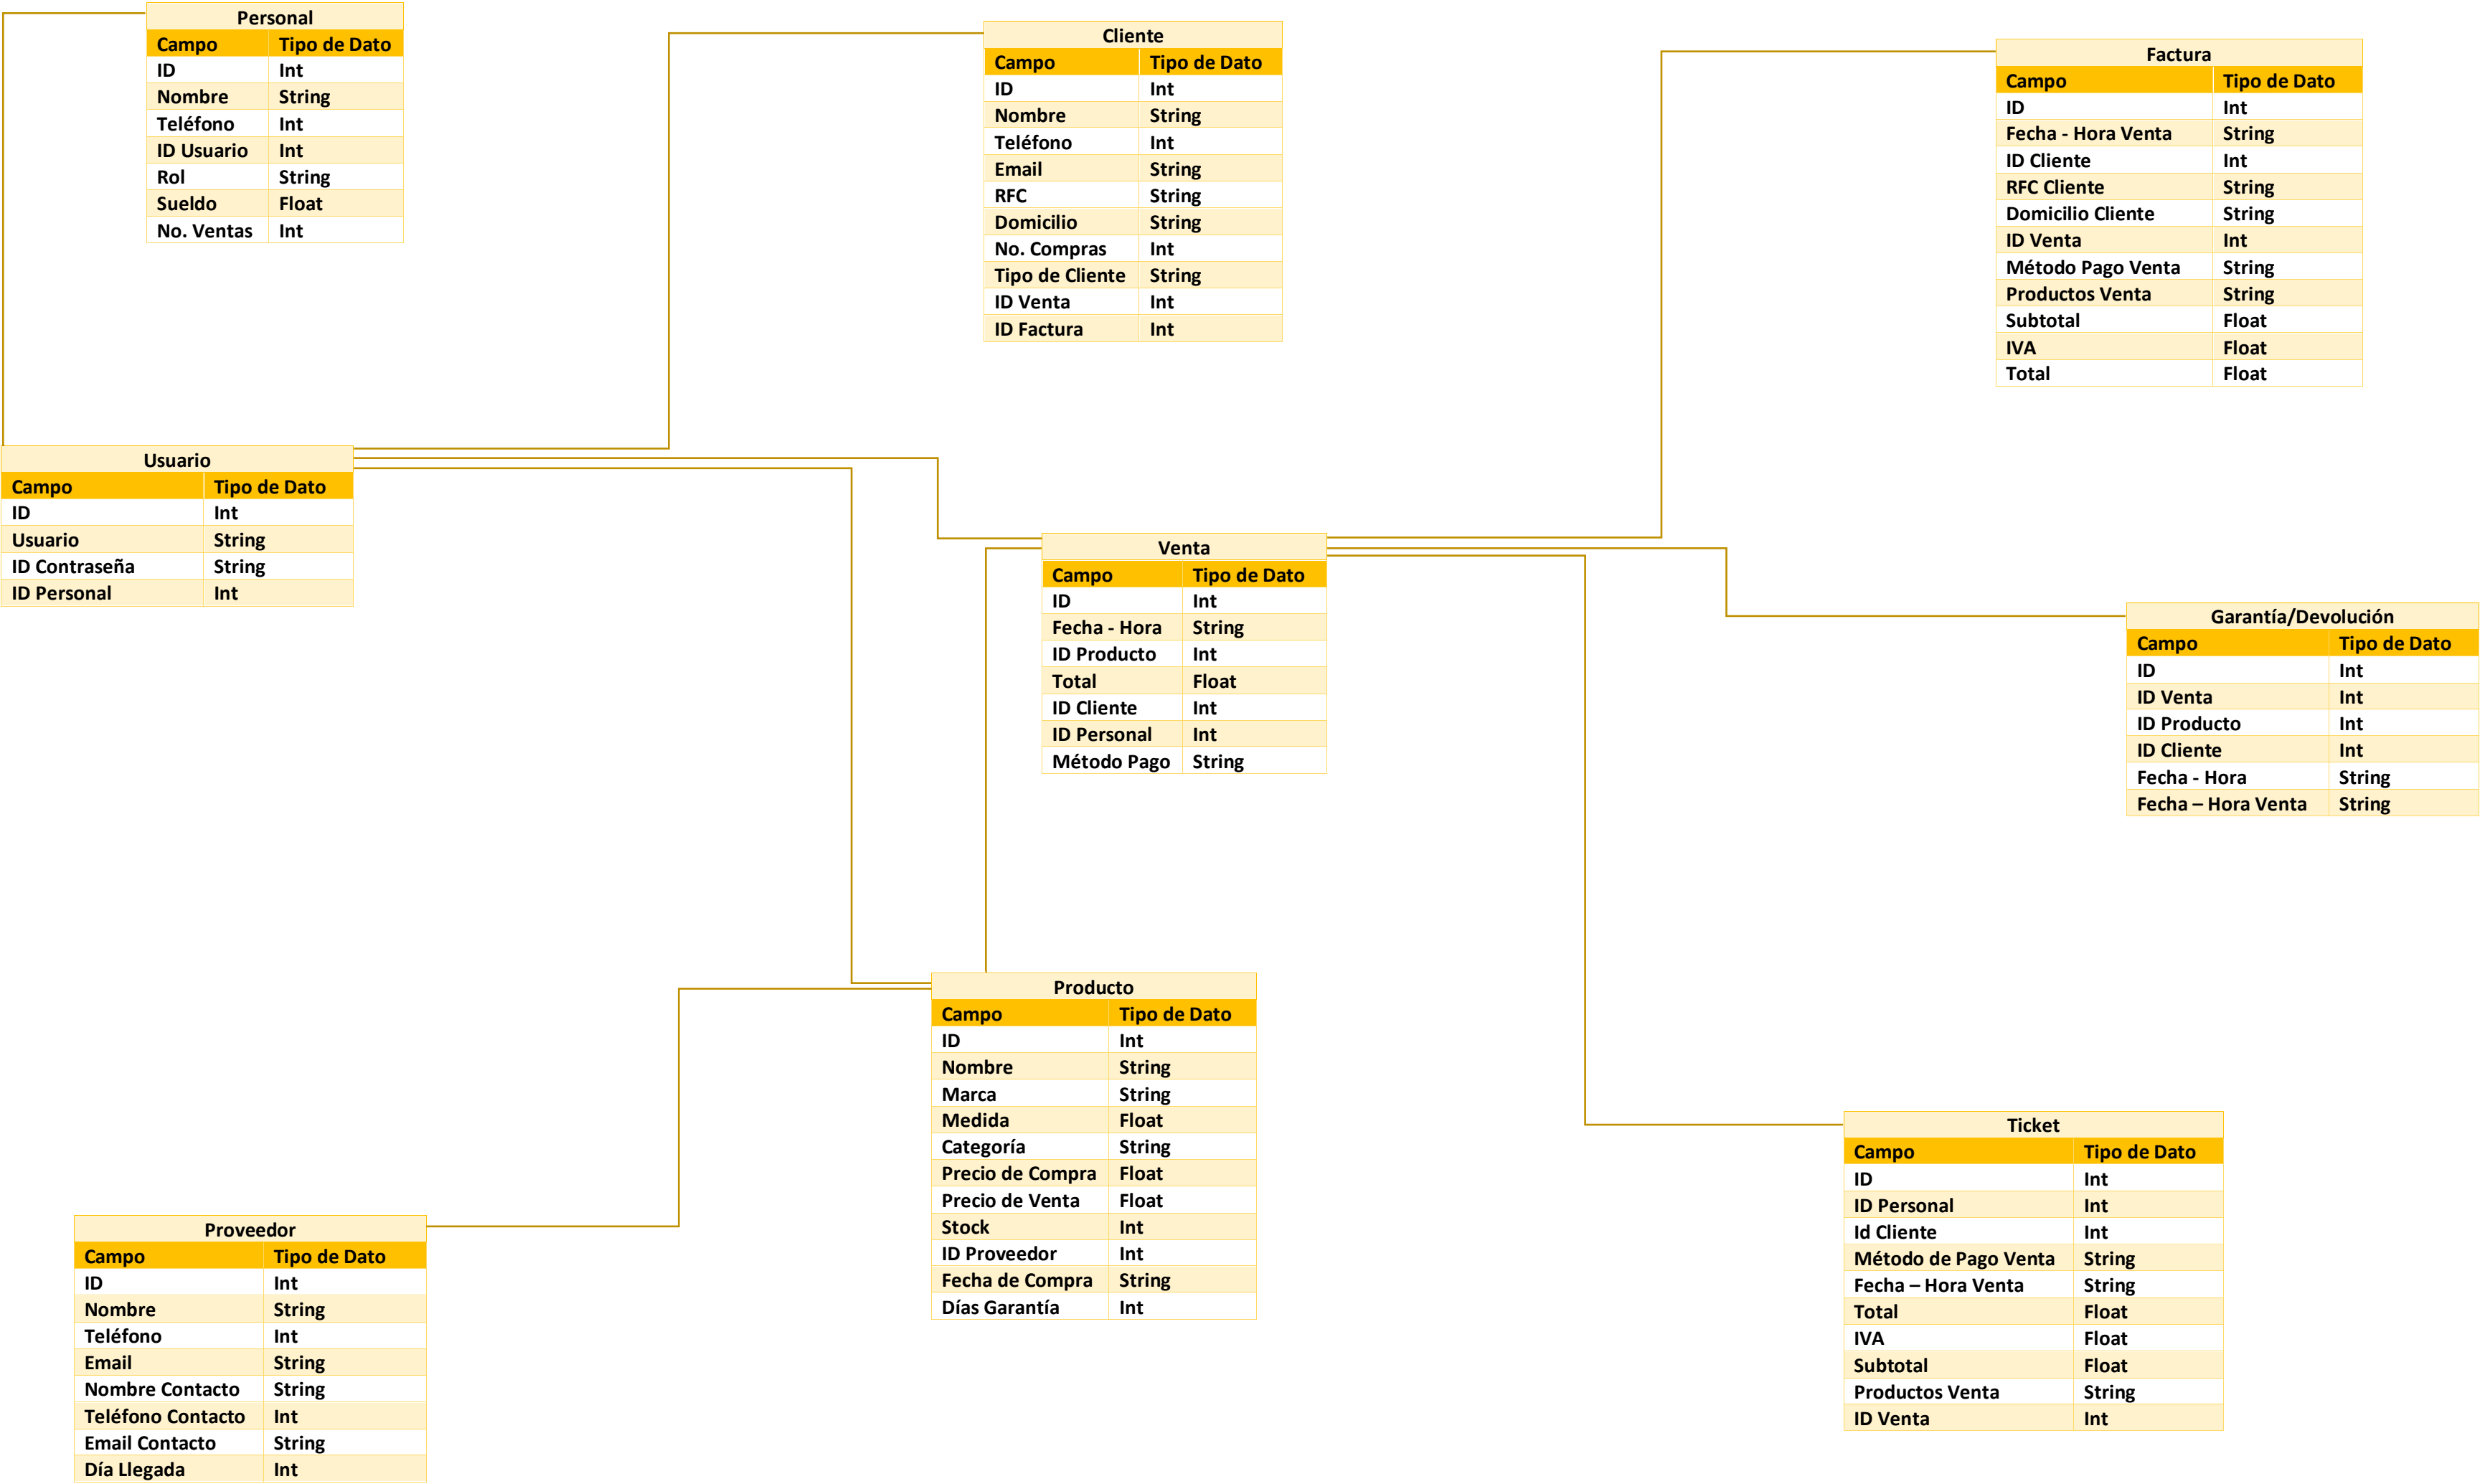 Personal
Campo Tipo de Dato
ID Int
Nombre String
Teléfono Int
ID Usuario Int
Rol String
Sueldo Float
No. Ventas Int
Cliente
Campo Tipo de Dato
ID Int
Nombre String
Teléfono Int
Email String
RFC String
Domicilio String
No. Compras Int
Tipo de Cliente String
ID Venta Int
ID Factura Int
Factura
Campo Tipo de Dato
ID Int
Fecha - Hora Venta String
ID Cliente Int
RFC Cliente String
Domicilio Cliente String
ID Venta Int
Método Pago Venta String
Productos Venta String
Subtotal Float
IVA Float
Total Float
Usuario
Campo Tipo de Dato
ID Int
Usuario String
ID Contraseña String
ID Personal Int
Venta
Campo Tipo de Dato
ID Int
Fecha - Hora String
ID Producto Int
Total Float
ID Cliente Int
ID Personal Int
Método Pago String
Garantía/Devolución
Campo Tipo de Dato
ID Int
ID Venta Int
ID Producto Int
ID Cliente Int
Fecha - Hora String
Fecha – Hora Venta String
Producto
Campo Tipo de Dato
ID Int
Nombre String
Marca String
Medida Float
Categoría String
Precio de Compra Float
Precio de Venta Float
Stock Int
ID Proveedor Int
Fecha de Compra String
Días Garantía Int
Ticket
Campo Tipo de Dato
ID Int
ID Personal Int
Id Cliente Int
Método de Pago Venta String
Fecha – Hora Venta String
Total Float
IVA Float
Subtotal Float
Productos Venta String
ID Venta Int
Proveedor
Campo Tipo de Dato
ID Int
Nombre String
Teléfono Int
Email String
Nombre Contacto String
Teléfono Contacto Int
Email Contacto String
Día Llegada Int